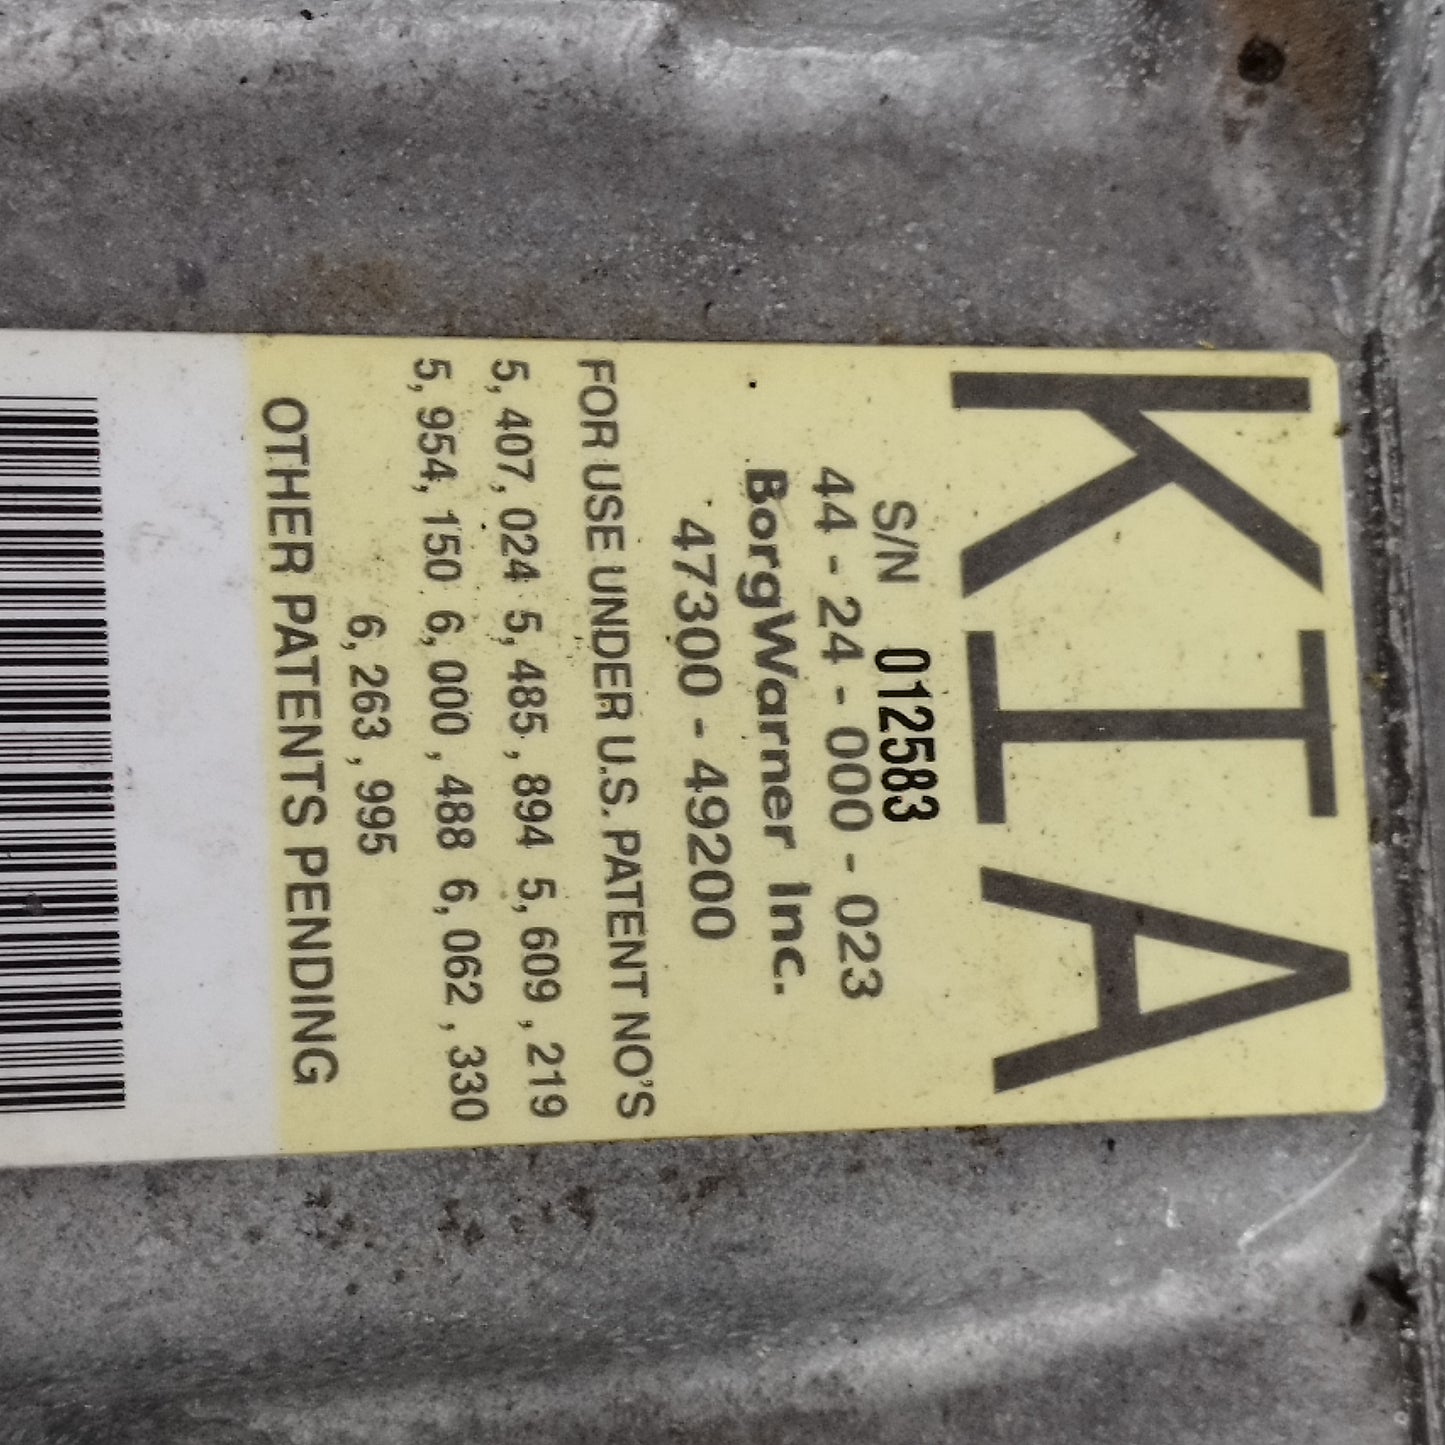 KIA
S/N 012583
44 - 24 - 000 - 023
BorgWarner Inc.
47300 - 49200
FOR USE UNDER U.S. PATENT NO'S
5, 407, 024 5, 485, 894 5, 609, 219
5, 954, 150 6, 000, 488 6, 062, 330
6, 263, 995
OTHER PATENTS PENDING